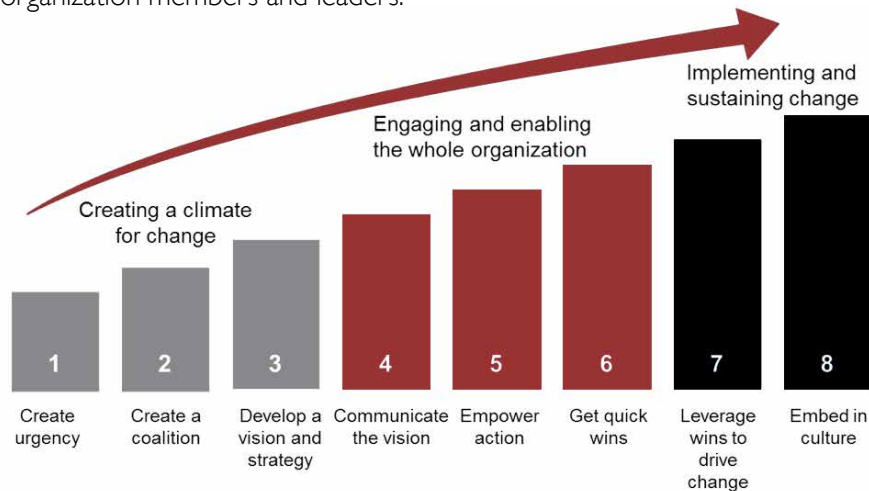 organization members and leaders.
Implementing and
sustaining change
Engaging and enabling
the whole organization
Creating a climate
for change
1
2
3
4
5
6
7
8
Create
urgency
Create a
coalition
Develop a
vision and
strategy
Communicate
the vision
Empower
action
Get quick
wins
Leverage
wins to
drive
change
Embed in
culture